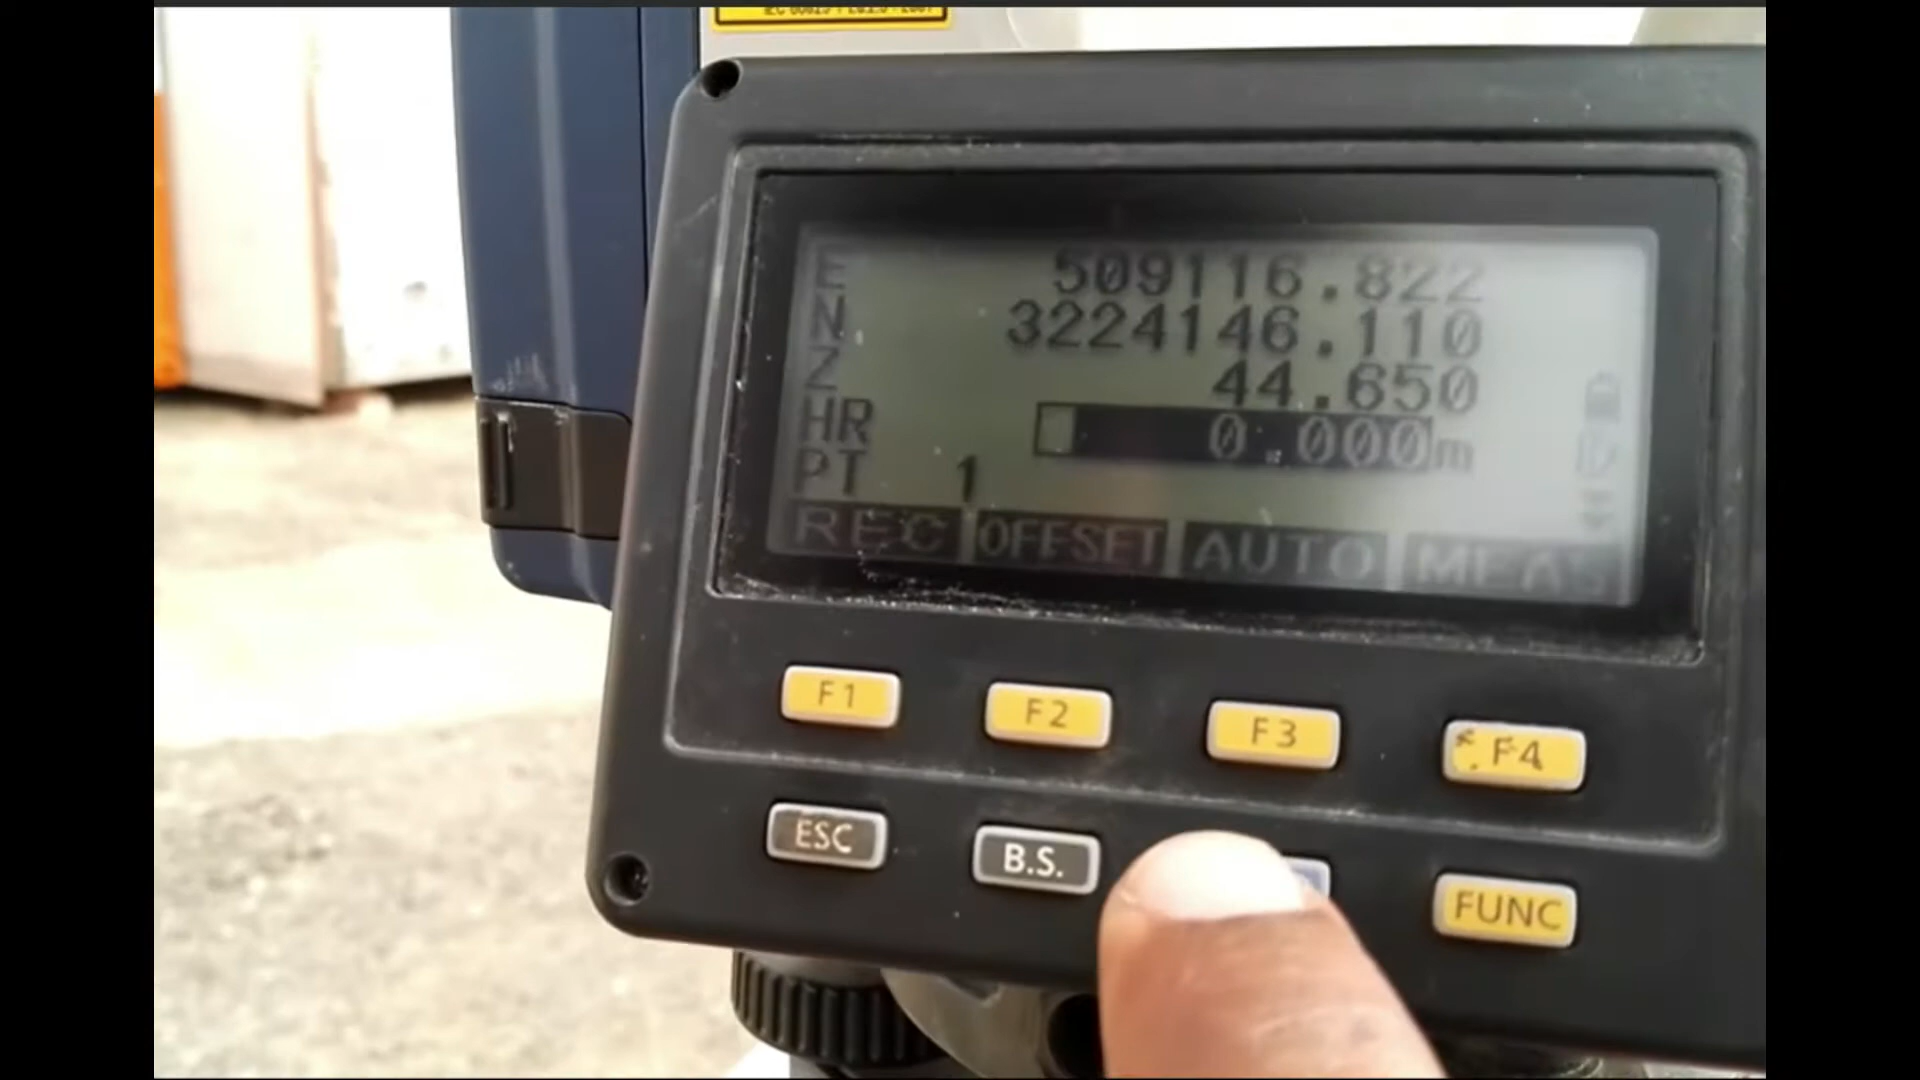 E 509116.822
N 3224146.110
Z 44.650
HR 0.000m
PT 1
REC OFFSET AUTO MEAS
F1 F2 F3 F4
ESC B.S. FUNC